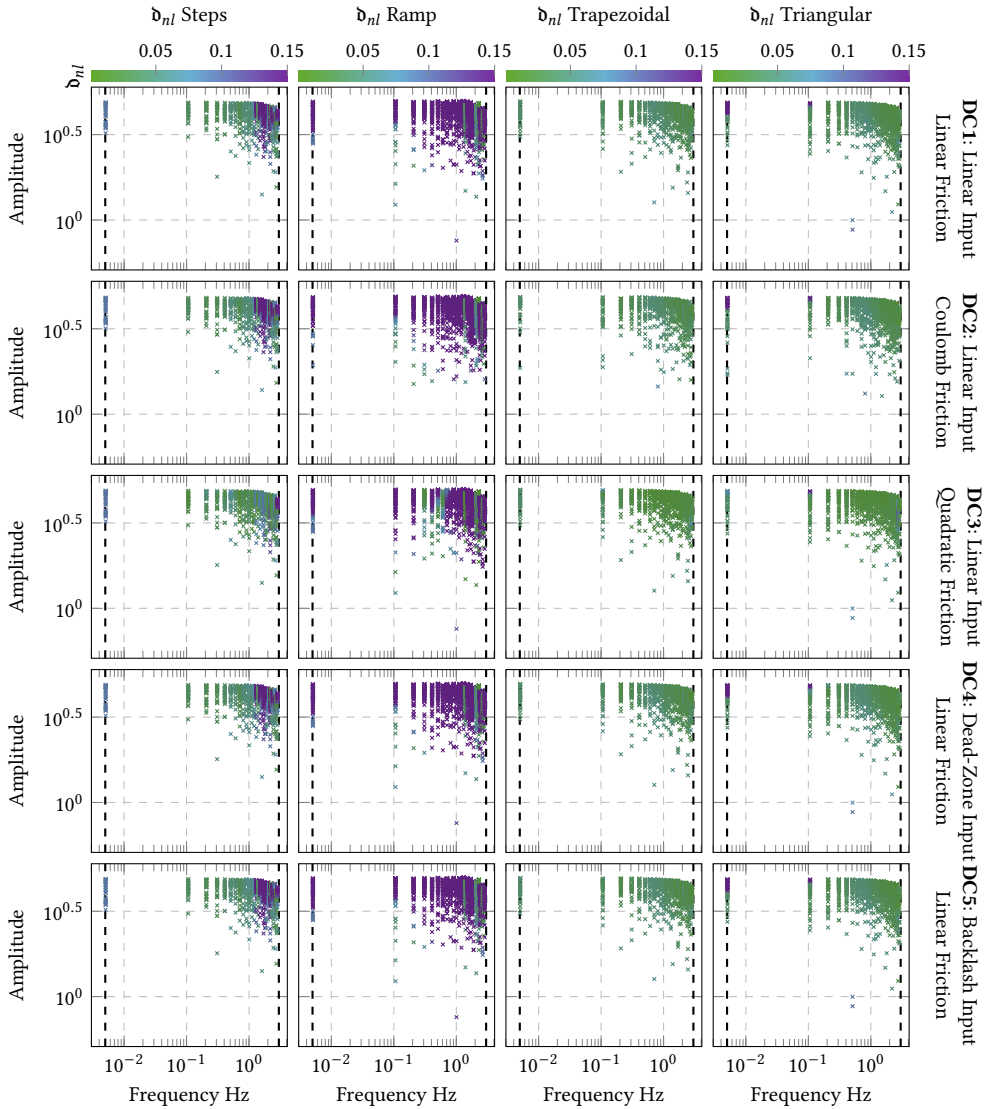 𝔡nl Steps 𝔡nl Ramp 𝔡nl Trapezoidal 𝔡nl Triangular
0.05 0.1 0.15 0.05 0.1 0.15 0.05 0.1 0.15 0.05 0.1 0.15
𝔡nl
10^0.5
10^0
Amplitude
DC1: Linear Input
Linear Friction
10^0.5
10^0
Amplitude
DC2: Linear Input
Coulomb Friction
10^0.5
10^0
Amplitude
DC3: Linear Input
Quadratic Friction
10^0.5
10^0
Amplitude
DC4: Dead-Zone Input
Linear Friction
10^0.5
10^0
Amplitude
DC5: Backlash Input
Linear Friction
10^−2 10^−1 10^0 10^−2 10^−1 10^0 10^−2 10^−1 10^0 10^−2 10^−1 10^0
Frequency Hz Frequency Hz Frequency Hz Frequency Hz